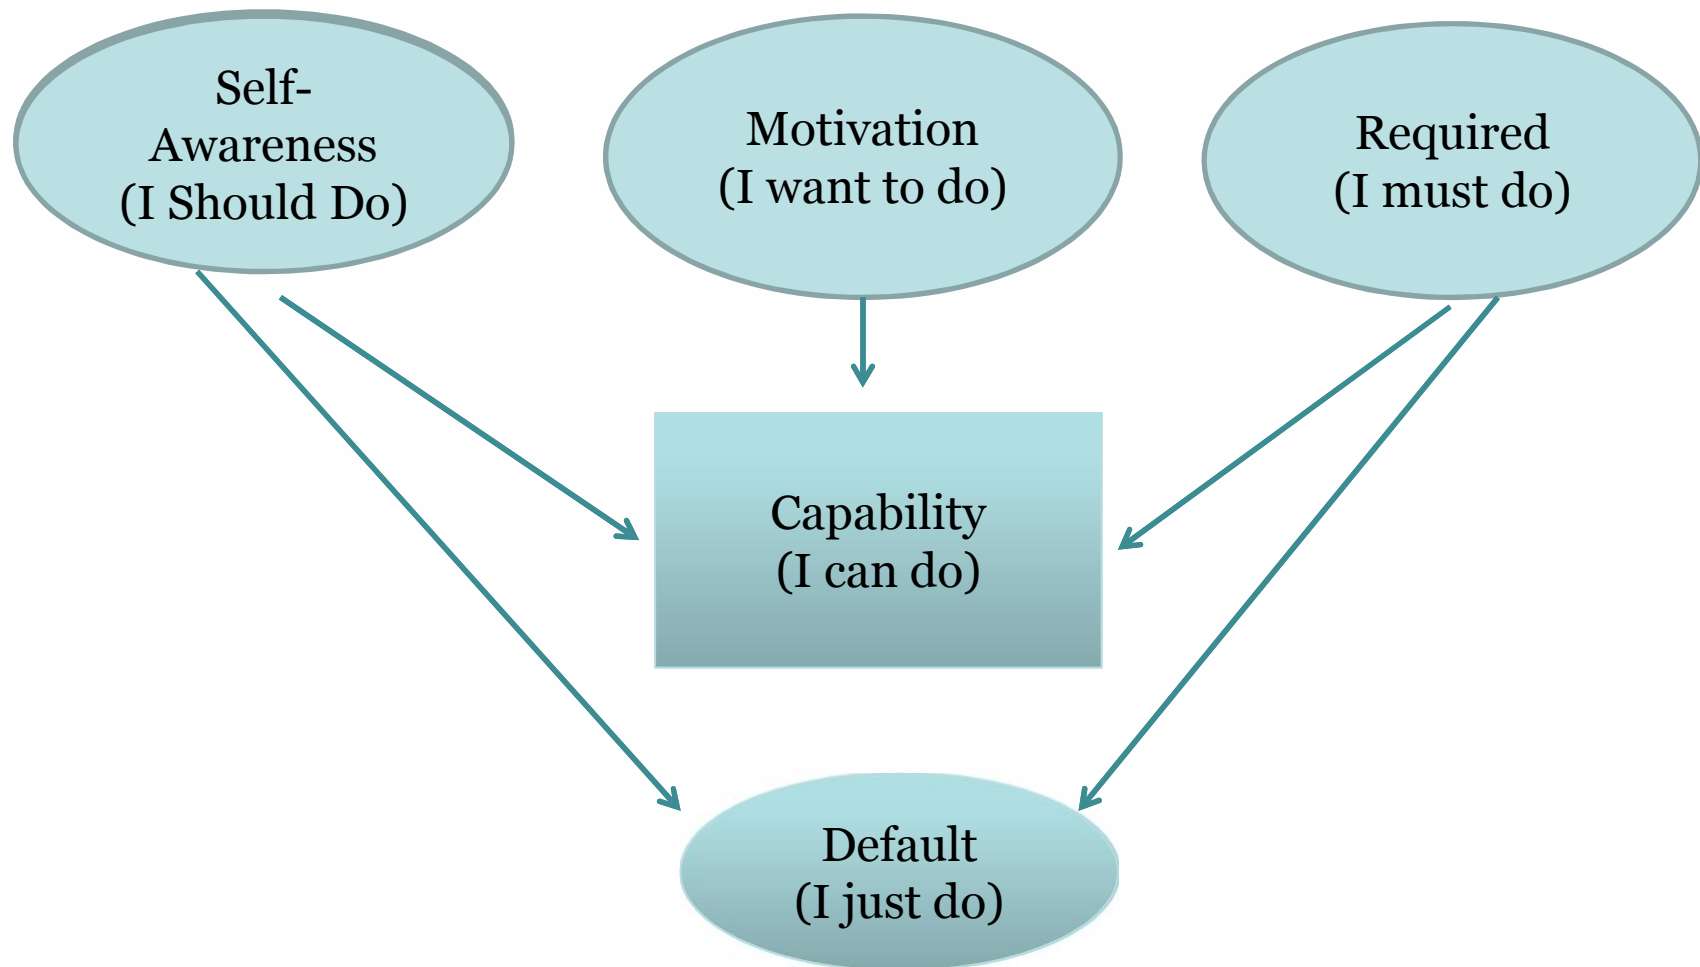 Self-
Awareness
(I Should Do)
Motivation
(I want to do)
Required
(I must do)
Capability
(I can do)
Default
(I just do)